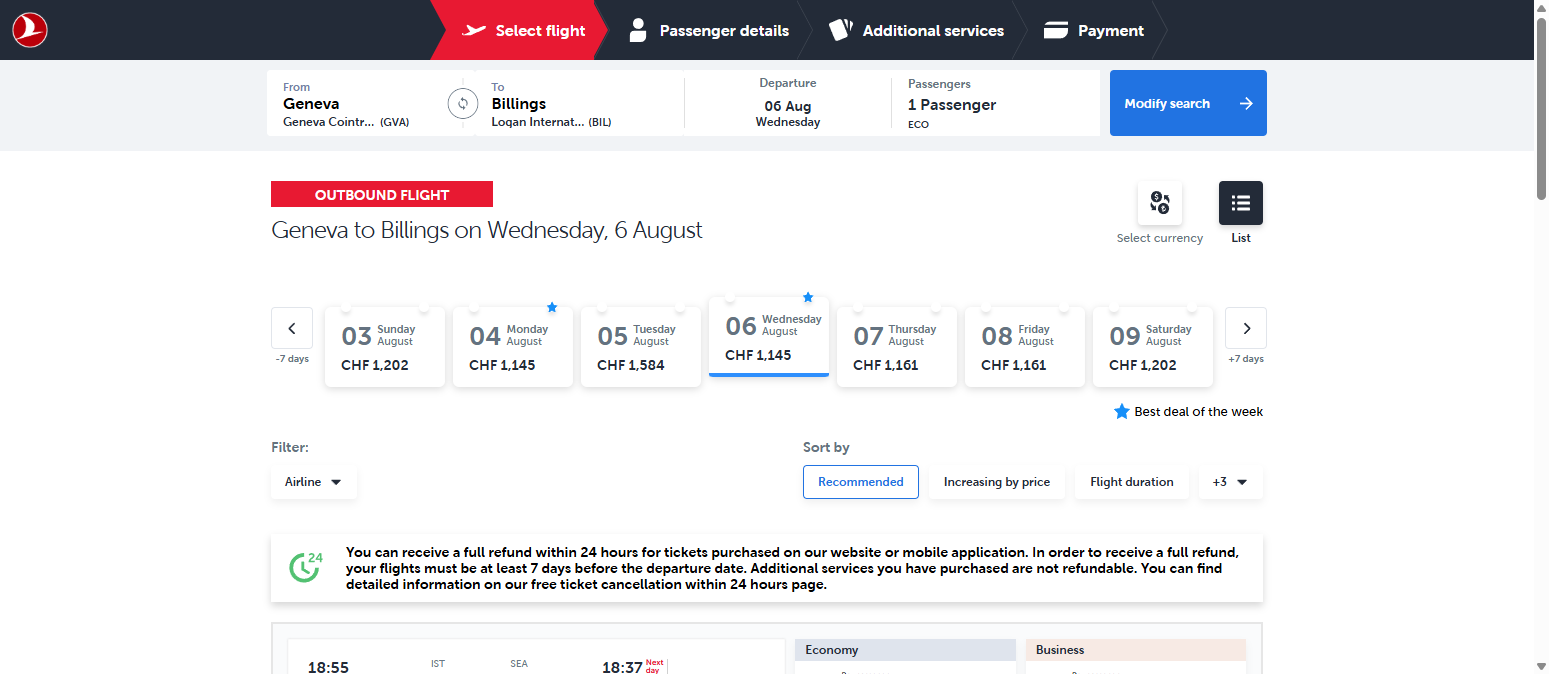 Select flight
Passenger details
Additional services
Payment
From
Geneva
Geneva Cointr... (GVA)
To
Billings
Logan Internat... (BIL)
Departure
06 Aug
Wednesday
Passengers
1 Passenger
ECO
Modify search
OUTBOUND FLIGHT
Geneva to Billings on Wednesday, 6 August
Select currency
List
-7 days
03 Sunday August
CHF 1,202
04 Monday August
CHF 1,145
05 Tuesday August
CHF 1,584
06 Wednesday August
CHF 1,145
07 Thursday August
CHF 1,161
08 Friday August
CHF 1,161
09 Saturday August
CHF 1,202
+7 days
Best deal of the week
Filter:
Airline
Sort by
Recommended
Increasing by price
Flight duration
+3
24
You can receive a full refund within 24 hours for tickets purchased on our website or mobile application. In order to receive a full refund,
your flights must be at least 7 days before the departure date. Additional services you have purchased are not refundable. You can find
detailed information on our free ticket cancellation within 24 hours page.
18:55
IST
SEA
18:37 Next day
Economy
Business